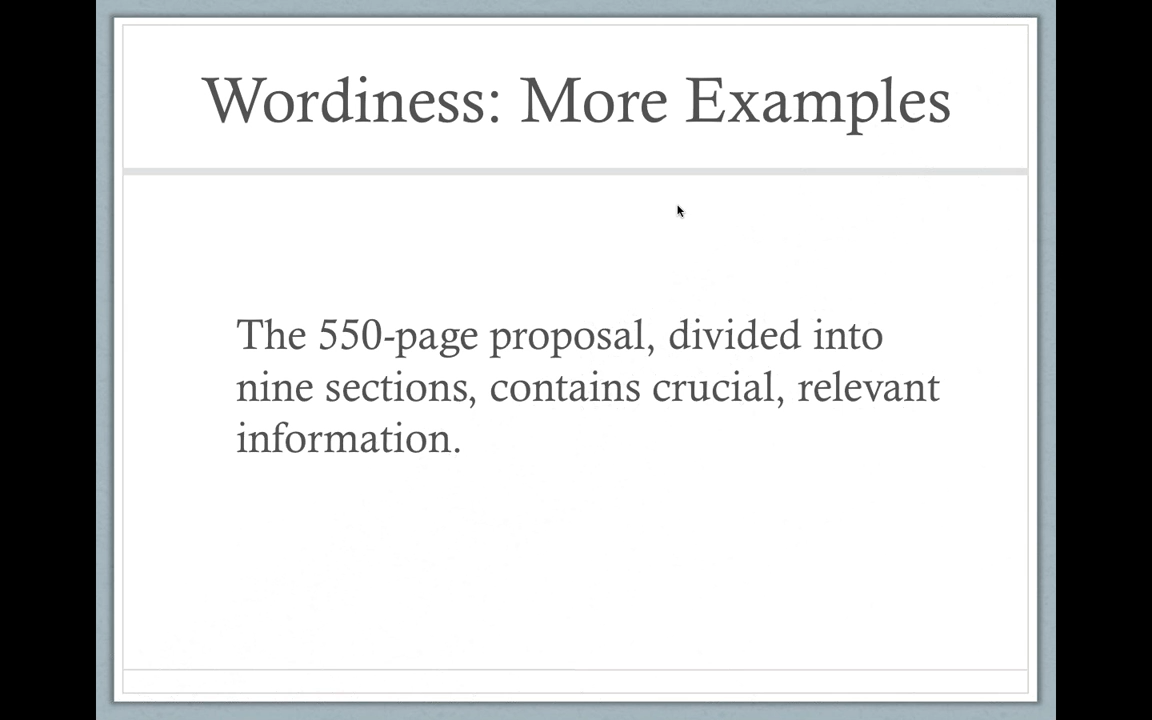 Wordiness: More Examples
The 550-page proposal, divided into
nine sections, contains crucial, relevant
information.